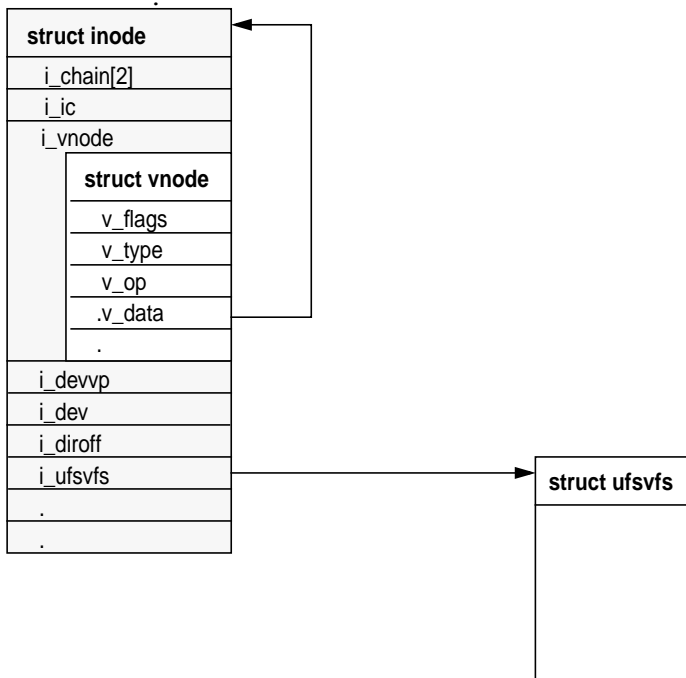 .
struct inode
i_chain[2]
i_ic
i_vnode
struct vnode
v_flags
v_type
v_op
.v_data
.
i_devvp
i_dev
i_diroff
i_ufsvfs
struct ufsvfs
.
.